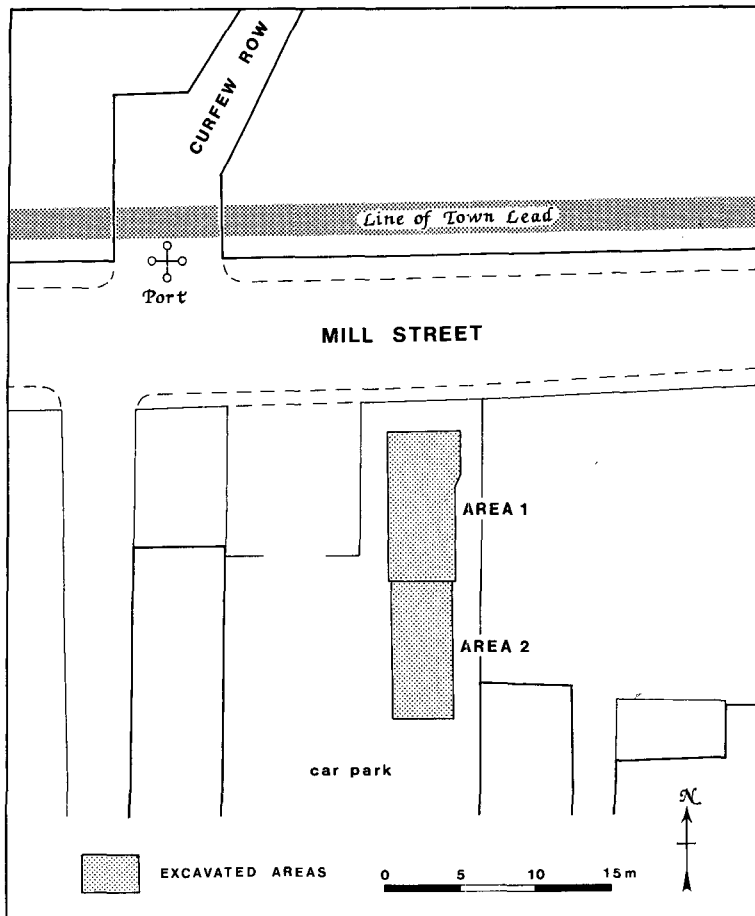 CURFEW ROW
Line of Town Lead
Port
MILL STREET
AREA 1
AREA 2
car park
N
EXCAVATED AREAS
0 5 10 15m